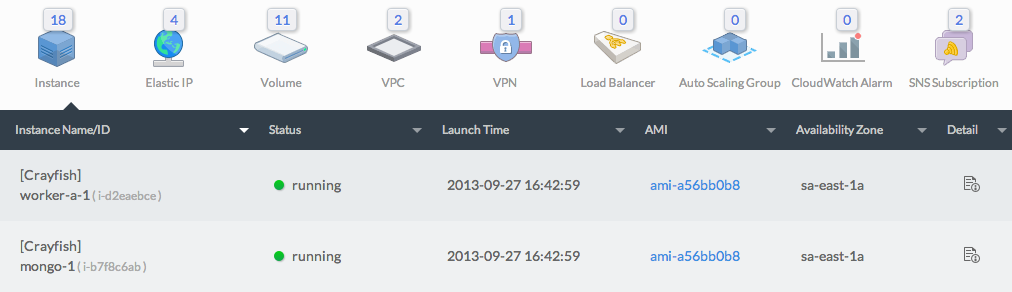 18 4 11 2 1 0 0 0 2
Instance Elastic IP Volume VPC VPN Load Balancer Auto Scaling Group CloudWatch Alarm SNS Subscription
Instance Name/ID Status Launch Time AMI Availability Zone Detail
[Crayfish]
worker-a-1 ( i-d2eaebce ) running 2013-09-27 16:42:59 ami-a56bb0b8 sa-east-1a
[Crayfish]
mongo-1 ( i-b7f8c6ab ) running 2013-09-27 16:42:59 ami-a56bb0b8 sa-east-1a